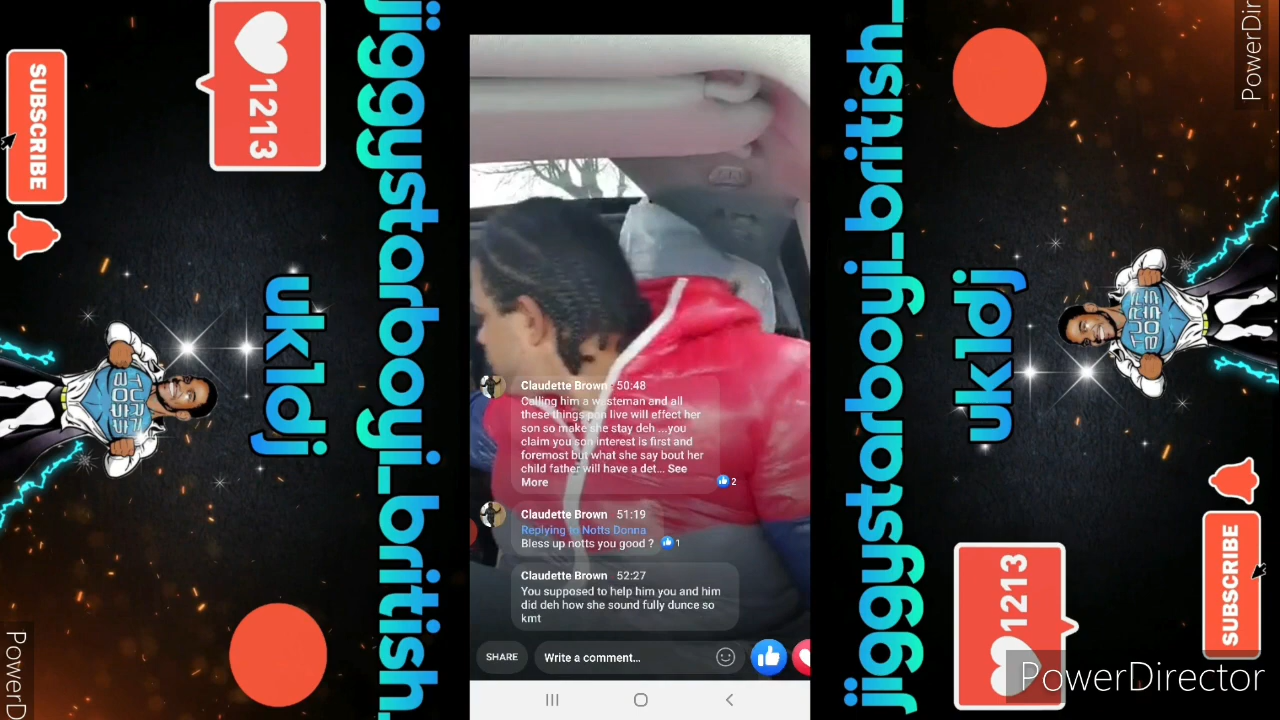 SUBSCRIBE
1213
uk1dj
jiggystarboyi_british_
PowerD
Claudette Brown 50:48
Calling him a wasteman and all
these things pon live will effect her
son so make she stay deh ...you
claim you son interest is first and
foremost but what she say bout her
child father will have a det... See
More
2
Claudette Brown 51:19
Replying to Notts Donna
Bless up notts you good ?
1
Claudette Brown 52:27
You supposed to help him you and him
did deh how she sound fully dunce so
kmt
SHARE
Write a comment...
jiggystarboyi_british_
uk1dj
1213
SUBSCRIBE
PowerDir
PowerDirector